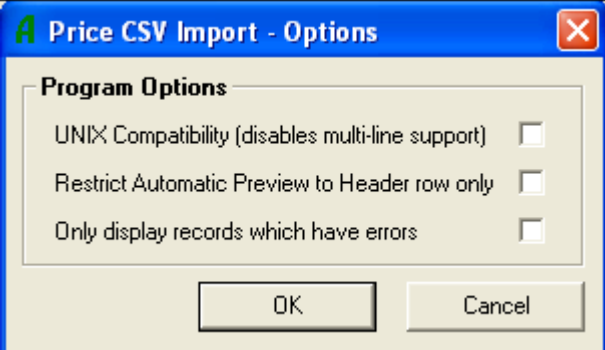 A Price CSV Import - Options
Program Options
UNIX Compatibility (disables multi-line support)
Restrict Automatic Preview to Header row only
Only display records which have errors
OK Cancel